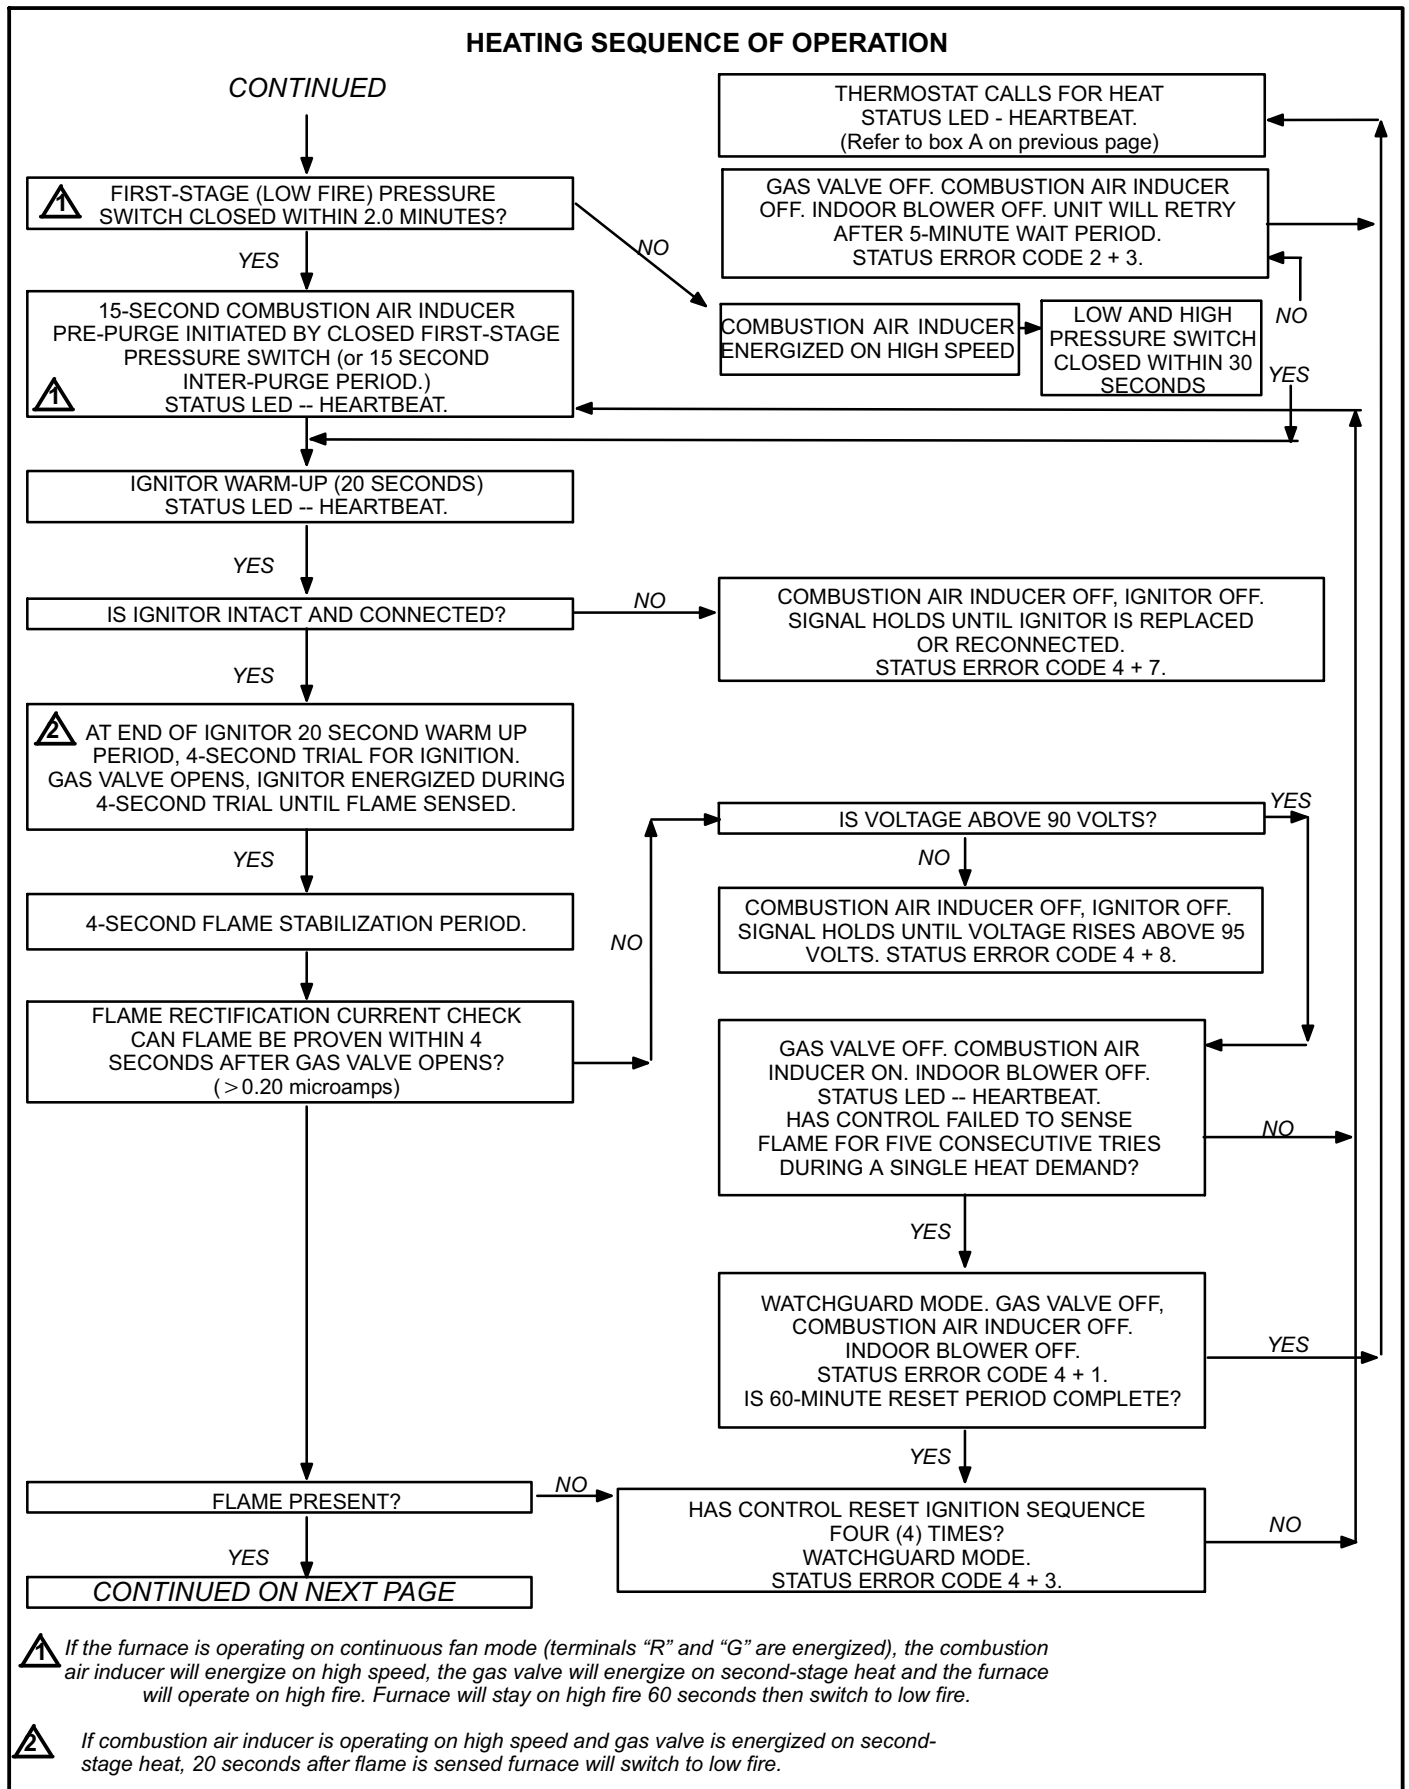 HEATING SEQUENCE OF OPERATION
CONTINUED
THERMOSTAT CALLS FOR HEAT
STATUS LED - HEARTBEAT.
(Refer to box A on previous page)
1
FIRST-STAGE (LOW FIRE) PRESSURE
SWITCH CLOSED WITHIN 2.0 MINUTES?
GAS VALVE OFF. COMBUSTION AIR INDUCER
OFF. INDOOR BLOWER OFF. UNIT WILL RETRY
AFTER 5-MINUTE WAIT PERIOD.
STATUS ERROR CODE 2 + 3.
NO
YES
15-SECOND COMBUSTION AIR INDUCER
PRE-PURGE INITIATED BY CLOSED FIRST-STAGE
PRESSURE SWITCH (or 15 SECOND
INTER-PURGE PERIOD.)
1
STATUS LED -- HEARTBEAT.
COMBUSTION AIR INDUCER
ENERGIZED ON HIGH SPEED
LOW AND HIGH
PRESSURE SWITCH
CLOSED WITHIN 30
SECONDS
NO
YES
IGNITOR WARM-UP (20 SECONDS)
STATUS LED -- HEARTBEAT.
YES
IS IGNITOR INTACT AND CONNECTED?
NO
COMBUSTION AIR INDUCER OFF, IGNITOR OFF.
SIGNAL HOLDS UNTIL IGNITOR IS REPLACED
OR RECONNECTED.
STATUS ERROR CODE 4 + 7.
YES
2
AT END OF IGNITOR 20 SECOND WARM UP
PERIOD, 4-SECOND TRIAL FOR IGNITION.
GAS VALVE OPENS, IGNITOR ENERGIZED DURING
4-SECOND TRIAL UNTIL FLAME SENSED.
IS VOLTAGE ABOVE 90 VOLTS?
YES
YES
NO
4-SECOND FLAME STABILIZATION PERIOD.
NO
COMBUSTION AIR INDUCER OFF, IGNITOR OFF.
SIGNAL HOLDS UNTIL VOLTAGE RISES ABOVE 95
VOLTS. STATUS ERROR CODE 4 + 8.
FLAME RECTIFICATION CURRENT CHECK
CAN FLAME BE PROVEN WITHIN 4
SECONDS AFTER GAS VALVE OPENS?
(>0.20 microamps)
GAS VALVE OFF. COMBUSTION AIR
INDUCER ON. INDOOR BLOWER OFF.
STATUS LED -- HEARTBEAT.
HAS CONTROL FAILED TO SENSE
FLAME FOR FIVE CONSECUTIVE TRIES
DURING A SINGLE HEAT DEMAND?
NO
YES
WATCHGUARD MODE. GAS VALVE OFF,
COMBUSTION AIR INDUCER OFF.
INDOOR BLOWER OFF.
STATUS ERROR CODE 4 + 1.
IS 60-MINUTE RESET PERIOD COMPLETE?
YES
YES
FLAME PRESENT?
NO
HAS CONTROL RESET IGNITION SEQUENCE
FOUR (4) TIMES?
WATCHGUARD MODE.
STATUS ERROR CODE 4 + 3.
NO
YES
CONTINUED ON NEXT PAGE
1
If the furnace is operating on continuous fan mode (terminals “R” and “G” are energized), the combustion
air inducer will energize on high speed, the gas valve will energize on second-stage heat and the furnace
will operate on high fire. Furnace will stay on high fire 60 seconds then switch to low fire.
2
If combustion air inducer is operating on high speed and gas valve is energized on second-
stage heat, 20 seconds after flame is sensed furnace will switch to low fire.